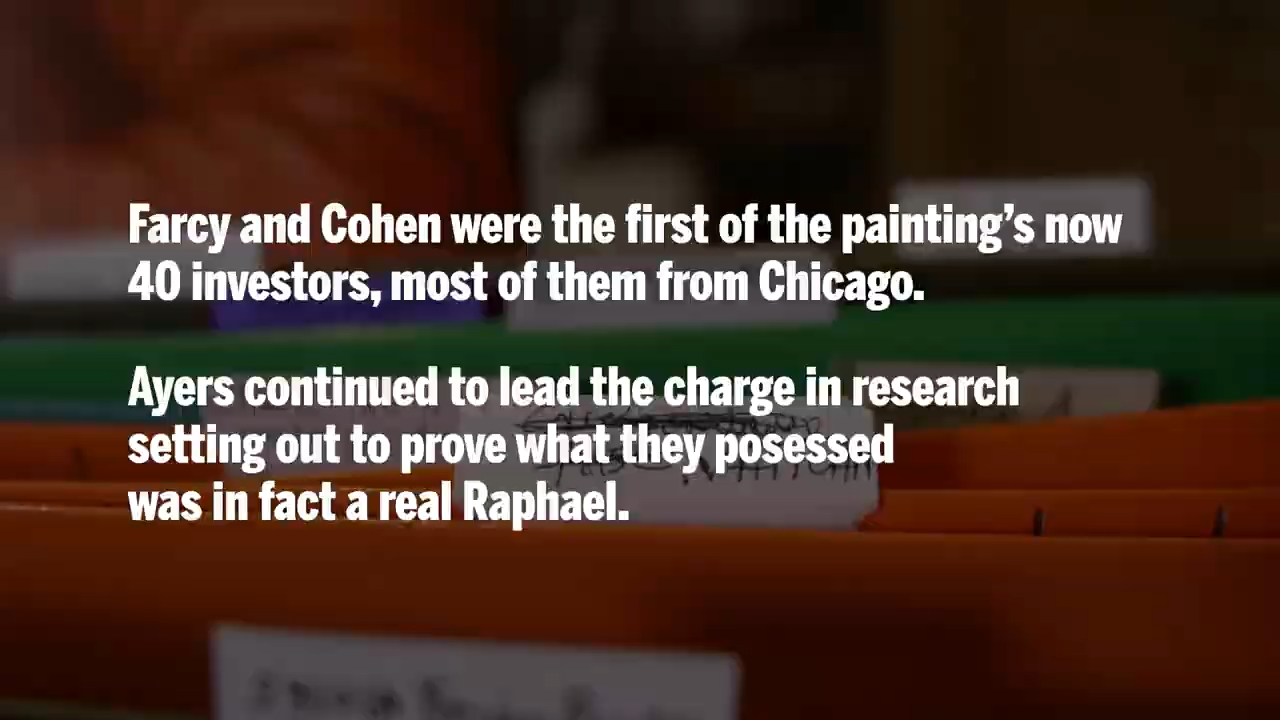 Farcy and Cohen were the first of the painting’s now
40 investors, most of them from Chicago.
Ayers continued to lead the charge in research
setting out to prove what they posessed
was in fact a real Raphael.